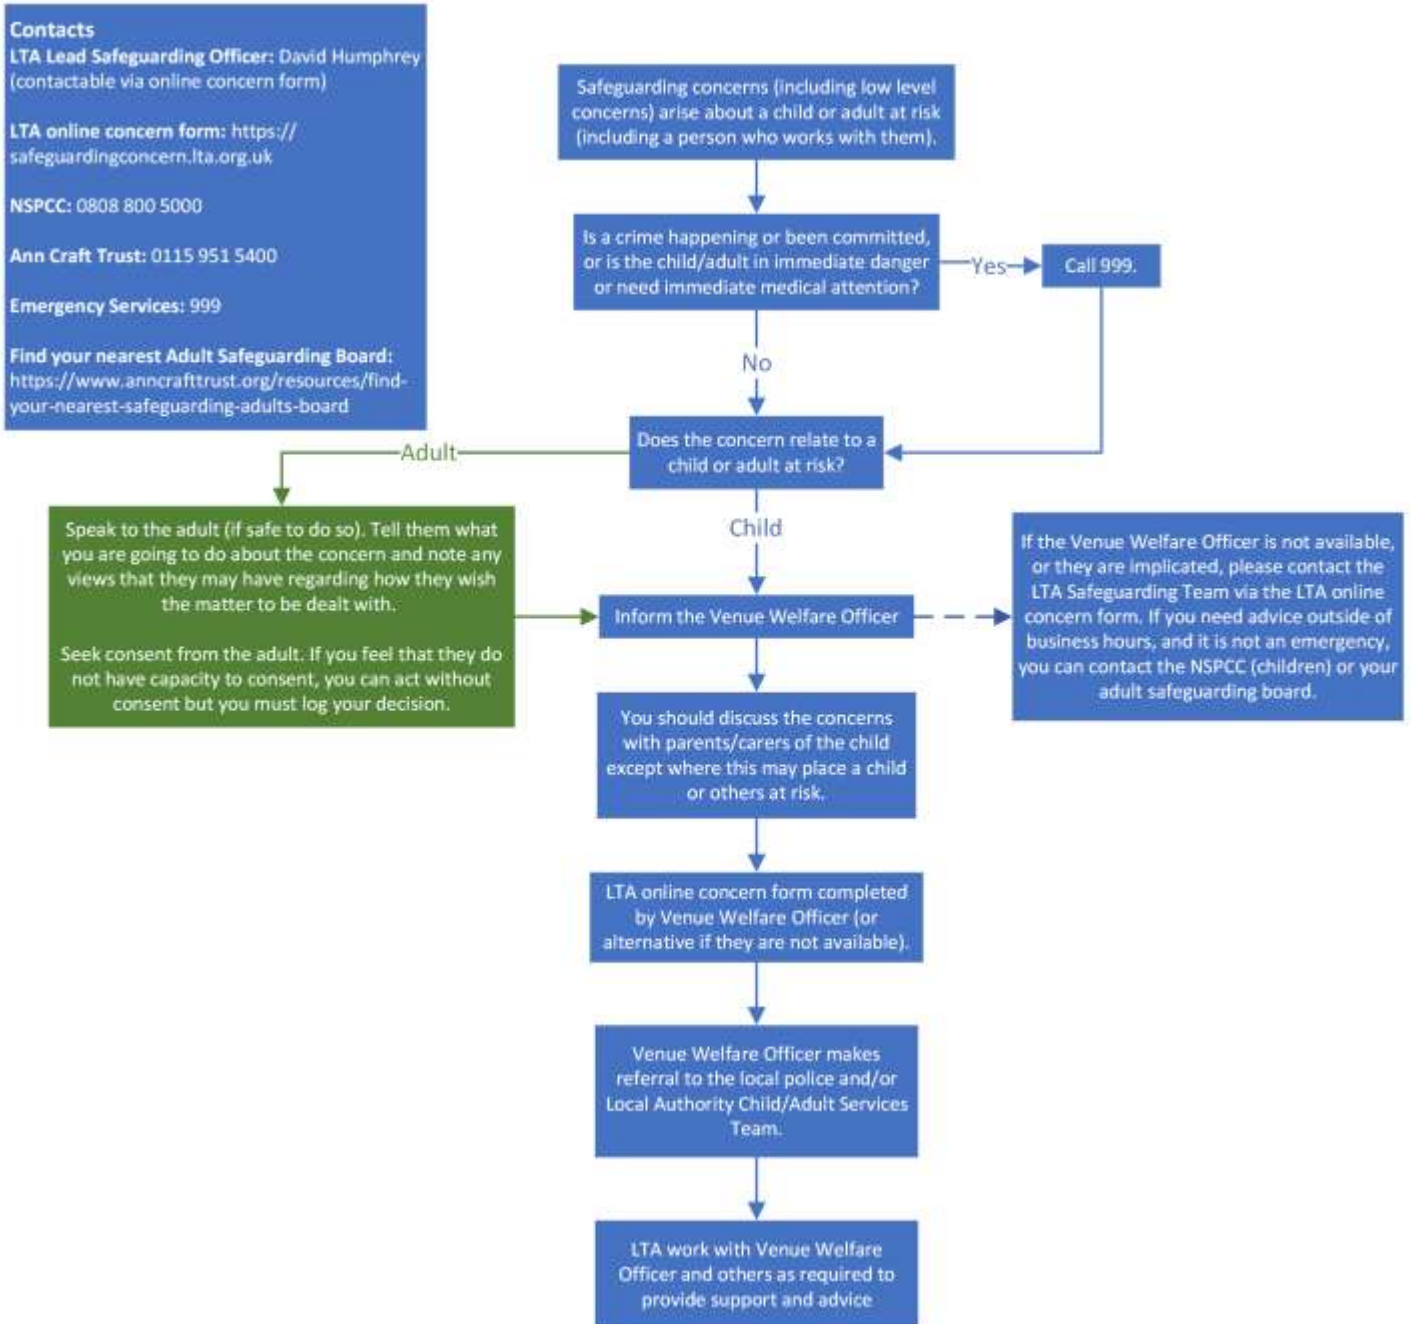 Contacts
LTA Lead Safeguarding Officer: David Humphrey
(contactable via online concern form)
LTA online concern form: https://
safeguardingconcern.lta.org.uk
NSPCC: 0808 800 5000
Ann Craft Trust: 0115 951 5400
Emergency Services: 999
Find your nearest Adult Safeguarding Board:
https://www.anncrafttrust.org/resources/find-
your-nearest-safeguarding-adults-board
Safeguarding concerns (including low level
concerns) arise about a child or adult at risk
(including a person who works with them).
Is a crime happening or been committed,
or is the child/adult in immediate danger
or need immediate medical attention?
Yes
Call 999.
No
Does the concern relate to a
child or adult at risk?
Adult
Speak to the adult (if safe to do so). Tell them what
you are going to do about the concern and note any
views that they may have regarding how they wish
the matter to be dealt with.
Seek consent from the adult. If you feel that they do
not have capacity to consent, you can act without
consent but you must log your decision.
Child
Inform the Venue Welfare Officer
If the Venue Welfare Officer is not available,
or they are implicated, please contact the
LTA Safeguarding Team via the LTA online
concern form. If you need advice outside of
business hours, and it is not an emergency,
you can contact the NSPCC (children) or your
adult safeguarding board.
You should discuss the concerns
with parents/carers of the child
except where this may place a child
or others at risk.
LTA online concern form completed
by Venue Welfare Officer (or
alternative if they are not available).
Venue Welfare Officer makes
referral to the local police and/or
Local Authority Child/Adult Services
Team.
LTA work with Venue Welfare
Officer and others as required to
provide support and advice